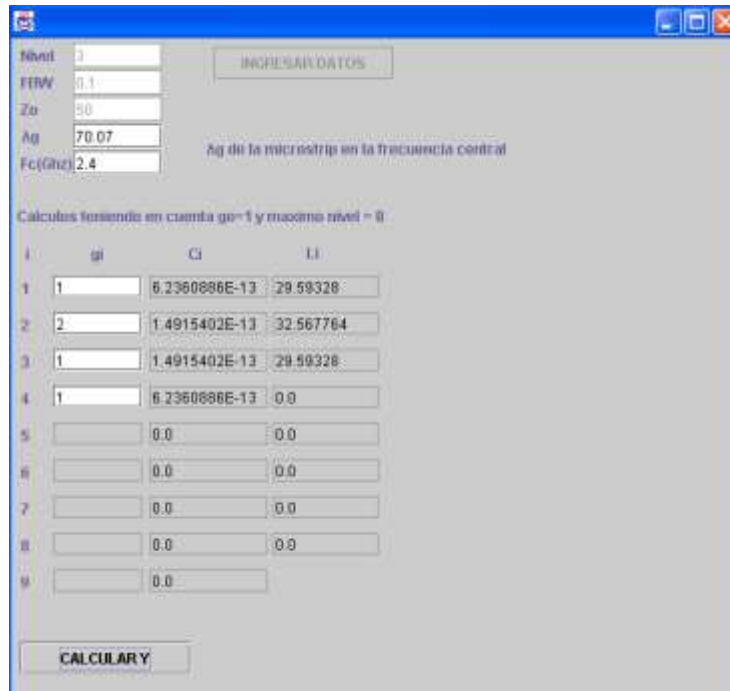 Nivel 3
INGRESAR DATOS
FBW 0.1
Zo 50
λg 70.07
λg de la microstrip en la frecuencia central
Fc(Ghz) 2.4
Calculos teniendo en cuenta go=1 y maximo nivel = 8
i gi Ci Li
1 1 6.2360886E-13 29.59328
2 2 1.4915402E-13 32.567764
3 1 1.4915402E-13 29.59328
4 1 6.2360886E-13 0.0
5 0.0 0.0
6 0.0 0.0
7 0.0 0.0
8 0.0 0.0
9 0.0
CALCULAR Y